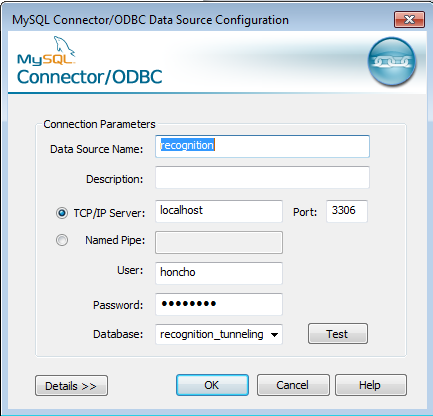 MySQL Connector/ODBC Data Source Configuration
MySQL
Connector/ODBC
Connection Parameters
Data Source Name: recognition
Description:
TCP/IP Server: localhost Port: 3306
Named Pipe:
User: honcho
Password: ●●●●●●●●
Database: recognition_tunneling Test
Details >> OK Cancel Help